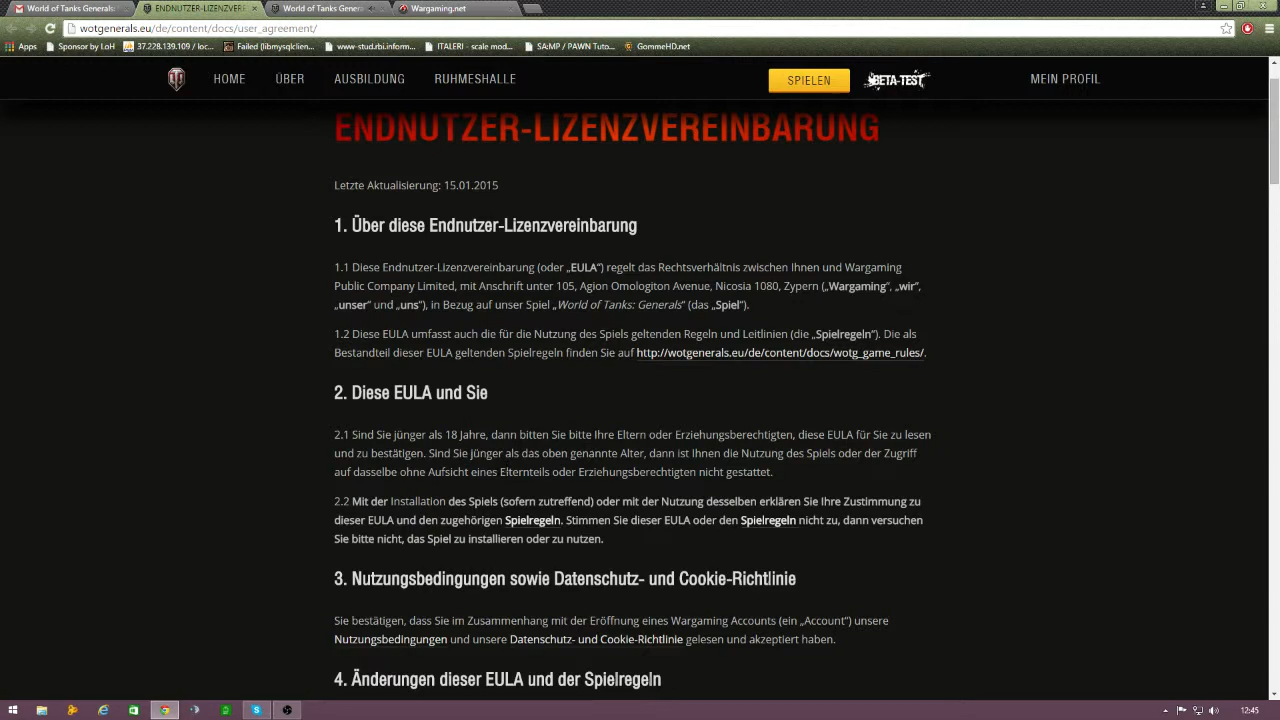 World of Tanks Generals
ENDNUTZER-LIZENZVERE
World of Tanks General
Wargaming.net
wotgenerals.eu/de/content/docs/user_agreement/
Apps
Sponsor by LoH
37.228.139.109 / loc...
Failed (libmysqlclien...
www-stud.rbi.inform...
ITALERI - scale mod...
SA:MP / PAWN Tuto...
GommeHD.net
HOME
ÜBER
AUSBILDUNG
RUHMESHALLE
SPIELEN
BETA-TEST
MEIN PROFIL
ENDNUTZER-LIZENZVEREINBARUNG
Letzte Aktualisierung: 15.01.2015
1. Über diese Endnutzer-Lizenzvereinbarung
1.1 Diese Endnutzer-Lizenzvereinbarung (oder „EULA“) regelt das Rechtsverhältnis zwischen Ihnen und Wargaming
Public Company Limited, mit Anschrift unter 105, Agion Omologiton Avenue, Nicosia 1080, Zypern („Wargaming“, „wir“,
„unser“ und „uns“), in Bezug auf unser Spiel „World of Tanks: Generals“ (das „Spiel“).
1.2 Diese EULA umfasst auch die für die Nutzung des Spiels geltenden Regeln und Leitlinien (die „Spielregeln“). Die als
Bestandteil dieser EULA geltenden Spielregeln finden Sie auf http://wotgenerals.eu/de/content/docs/wotg_game_rules/.
2. Diese EULA und Sie
2.1 Sind Sie jünger als 18 Jahre, dann bitten Sie bitte Ihre Eltern oder Erziehungsberechtigten, diese EULA für Sie zu lesen
und zu bestätigen. Sind Sie jünger als das oben genannte Alter, dann ist Ihnen die Nutzung des Spiels oder der Zugriff
auf dasselbe ohne Aufsicht eines Elternteils oder Erziehungsberechtigten nicht gestattet.
2.2 Mit der Installation des Spiels (sofern zutreffend) oder mit der Nutzung desselben erklären Sie Ihre Zustimmung zu
dieser EULA und den zugehörigen Spielregeln. Stimmen Sie dieser EULA oder den Spielregeln nicht zu, dann versuchen
Sie bitte nicht, das Spiel zu installieren oder zu nutzen.
3. Nutzungsbedingungen sowie Datenschutz- und Cookie-Richtlinie
Sie bestätigen, dass Sie im Zusammenhang mit der Eröffnung eines Wargaming Accounts (ein „Account“) unsere
Nutzungsbedingungen und unsere Datenschutz- und Cookie-Richtlinie gelesen und akzeptiert haben.
4. Änderungen dieser EULA und der Spielregeln
12:45